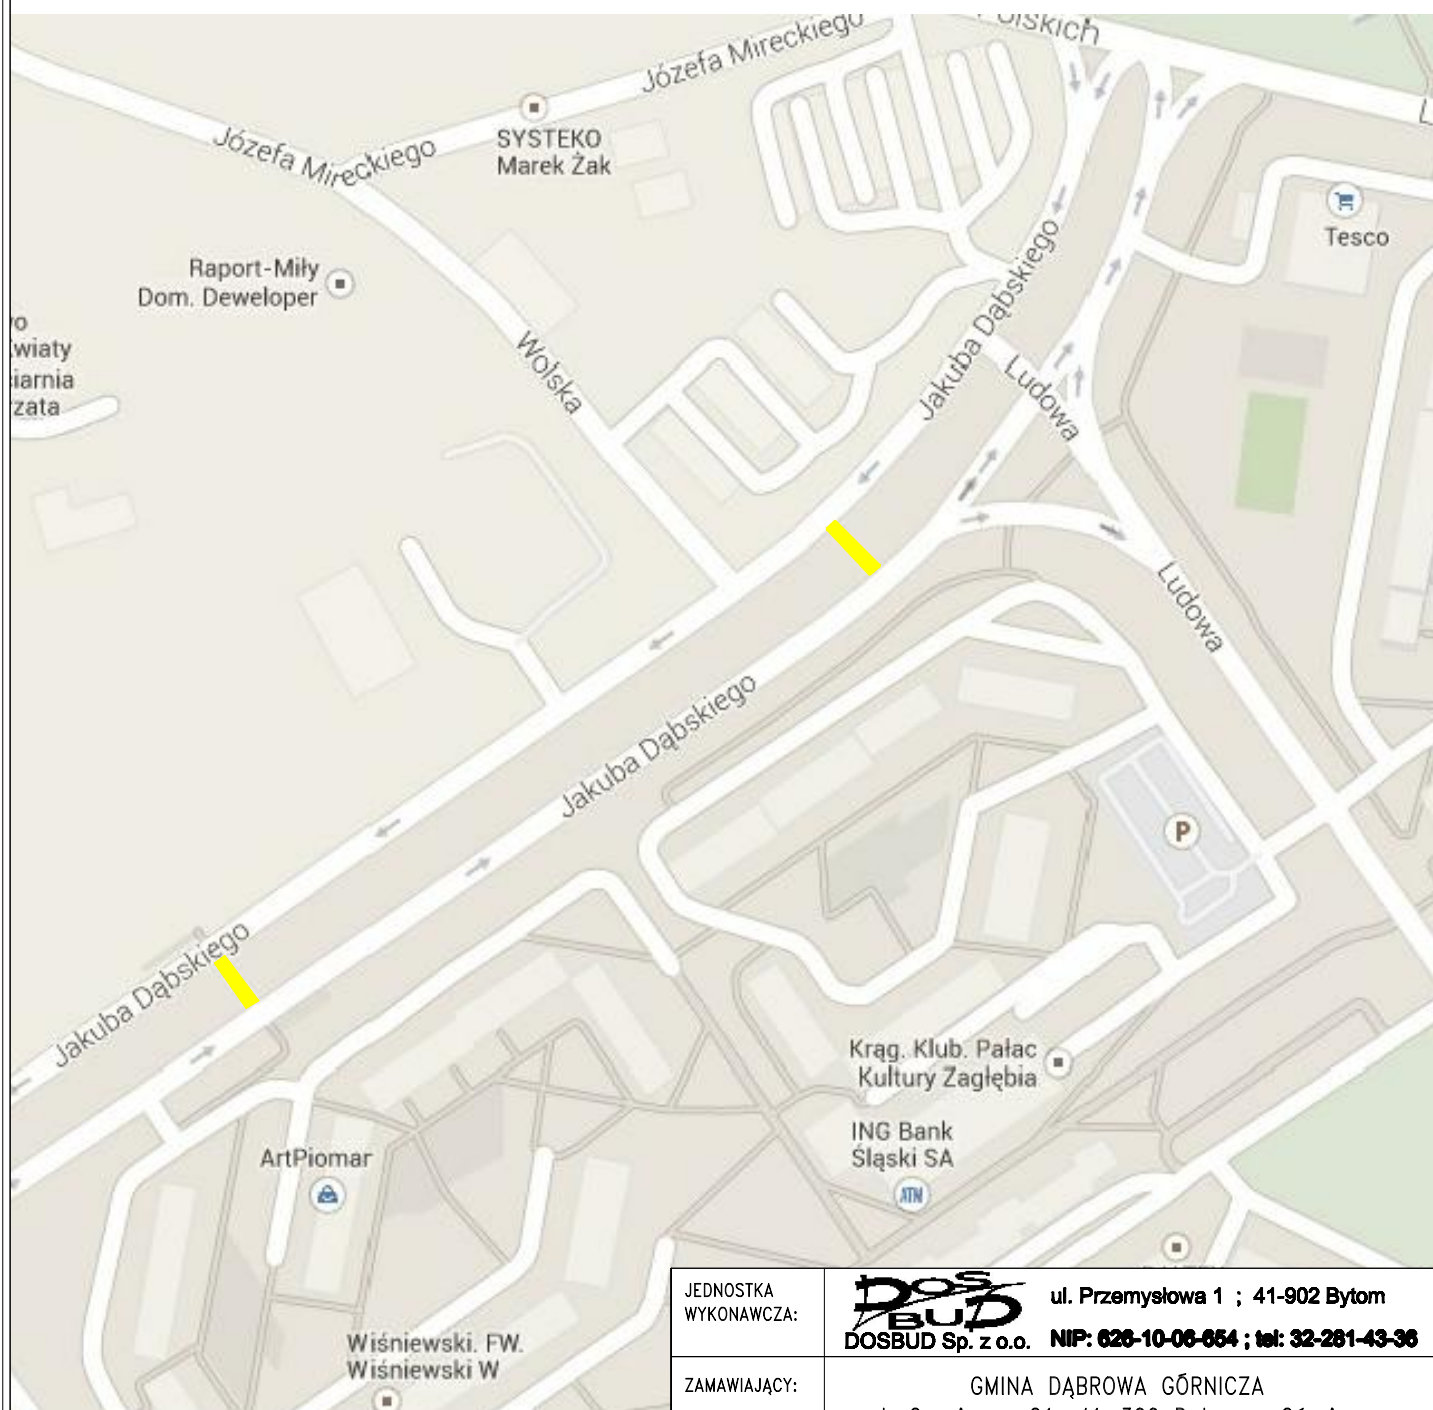 Józefa Mireckiego
Józefa Mireckiego
SYSTEKO
Marek Żak
Tesco
Raport-Miły
Dom. Deweloper
Jakuba Dąbskiego
Wolska
Ludowa
iarnia
zata
Ludowa
Jakuba Dąbskiego
P
Jakuba Dąbskiego
Krąg. Klub. Pałac
Kultury Zagłębia
ING Bank
Śląski SA
ATM
ArtPiomar
Wiśniewski. FW.
Wiśniewski W
JEDNOSTKA
WYKONAWCZA:
DOS
BUD
DOSBUD Sp. z o.o.
ul. Przemysłowa 1 ; 41-902 Bytom
NIP: 626-10-06-654 ; tel: 32-281-43-36
ZAMAWIAJĄCY:
GMINA DĄBROWA GÓRNICZA